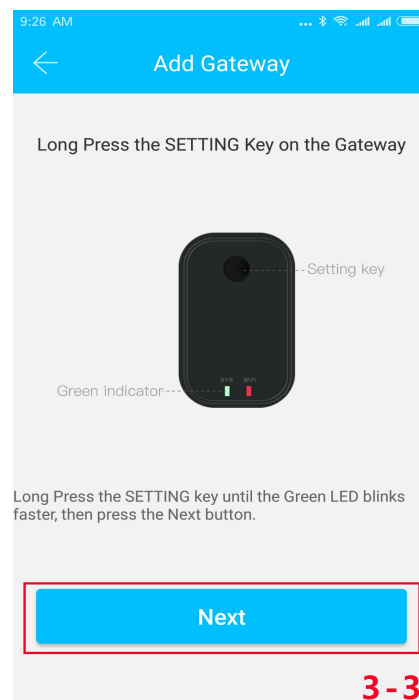 9:26 AM
...
Add Gateway
Long Press the SETTING Key on the Gateway
Setting key
SYS WIFI
Green indicator
Long Press the SETTING key until the Green LED blinks
faster, then press the Next button.
Next
3-3